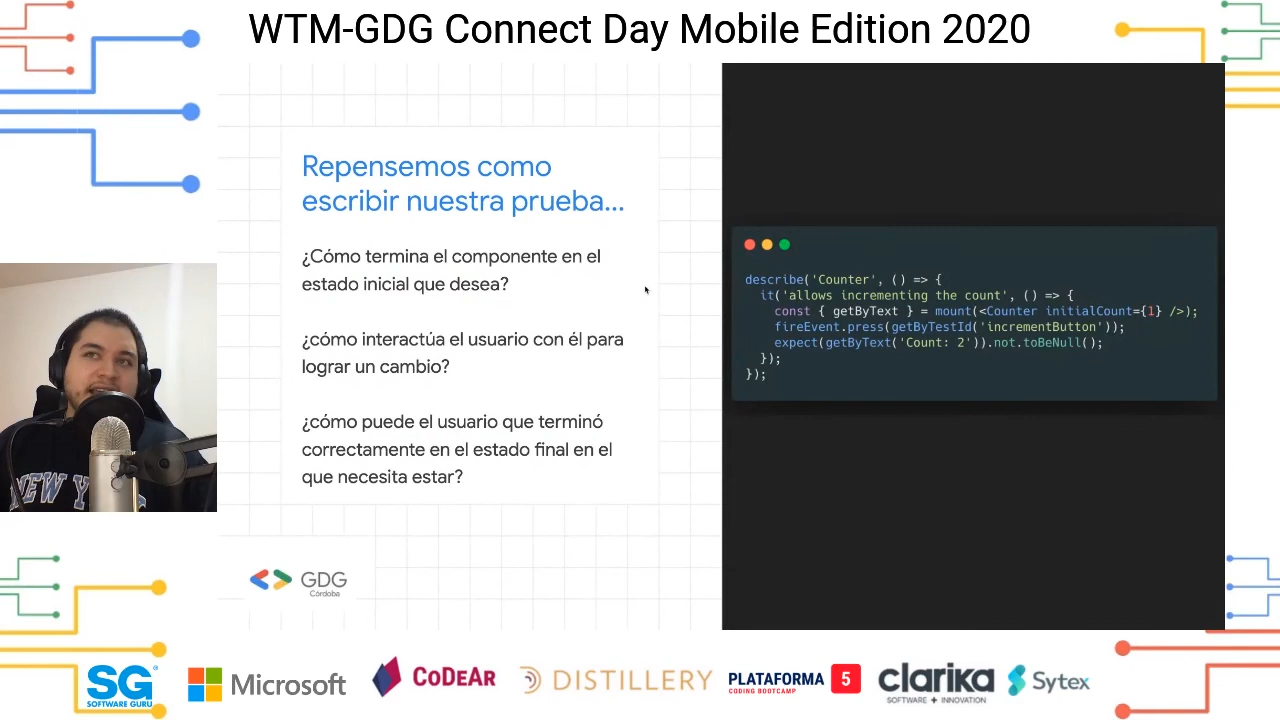 WTM-GDG Connect Day Mobile Edition 2020
Repensemos como
escribir nuestra prueba...
¿Cómo termina el componente en el
estado inicial que desea?
¿cómo interactúa el usuario con él para
lograr un cambio?
¿cómo puede el usuario que terminó
correctamente en el estado final en el
que necesita estar?
GDG
Córdoba
describe('Counter', () => {
it('allows incrementing the count', () => {
const { getByText } = mount(<Counter initialCount={1} />);
fireEvent.press(getByTestId('incrementButton'));
expect(getByText('Count: 2')).not.toBeNull();
});
});
NEW Y
SG
SOFTWARE GURU
Microsoft
CoDeAr
DISTILLERY
PLATAFORMA 5
CODING BOOTCAMP
clarika
SOFTWARE + INNOVATION
Sytex